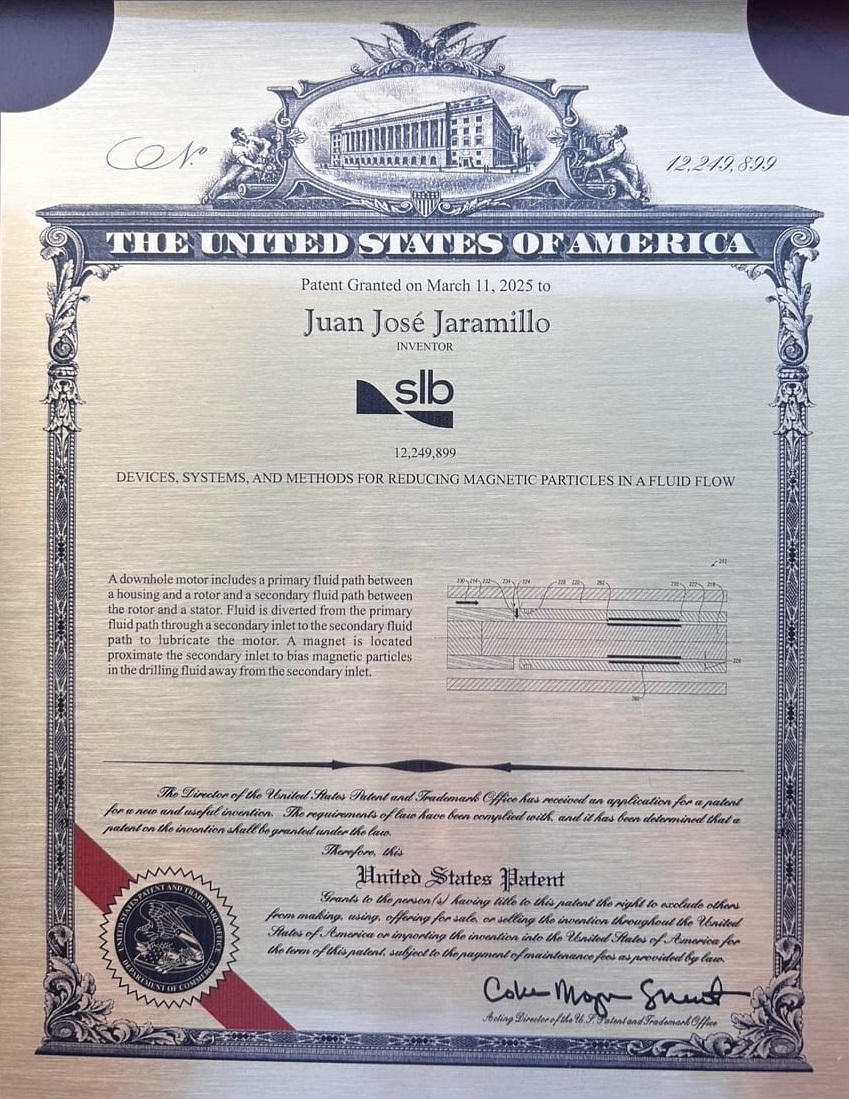 Nº
12,249,899
THE UNITED STATES OF AMERICA
Patent Granted on March 11, 2025 to
Juan José Jaramillo
INVENTOR
slb
12,249,899
DEVICES, SYSTEMS, AND METHODS FOR REDUCING MAGNETIC PARTICLES IN A FLUID FLOW
A downhole motor includes a primary fluid path between
a housing and a rotor and a secondary fluid path between
the rotor and a stator. Fluid is diverted from the primary
fluid path through a secondary inlet to the secondary fluid
path to lubricate the motor. A magnet is located
proximate the secondary inlet to bias magnetic particles
in the drilling fluid away from the secondary inlet.
The Director of the United States Patent and Trademark Office has received an application for a patent
for a new and useful invention. The requirements of law have been complied with, and it has been determined that a
patent on the invention shall be granted under the law.
Therefore, this
United States Patent
Grants to the person(s) having title to this patent the right to exclude others
from making, using, offering for sale, or selling the invention throughout the United
States of America or importing the invention into the United States of America for
the term of this patent, subject to the payment of maintenance fees as provided by law.
UNITED STATES PATENT AND TRADEMARK OFFICE
DEPARTMENT OF COMMERCE
Acting Director of the U.S. Patent and Trademark Office